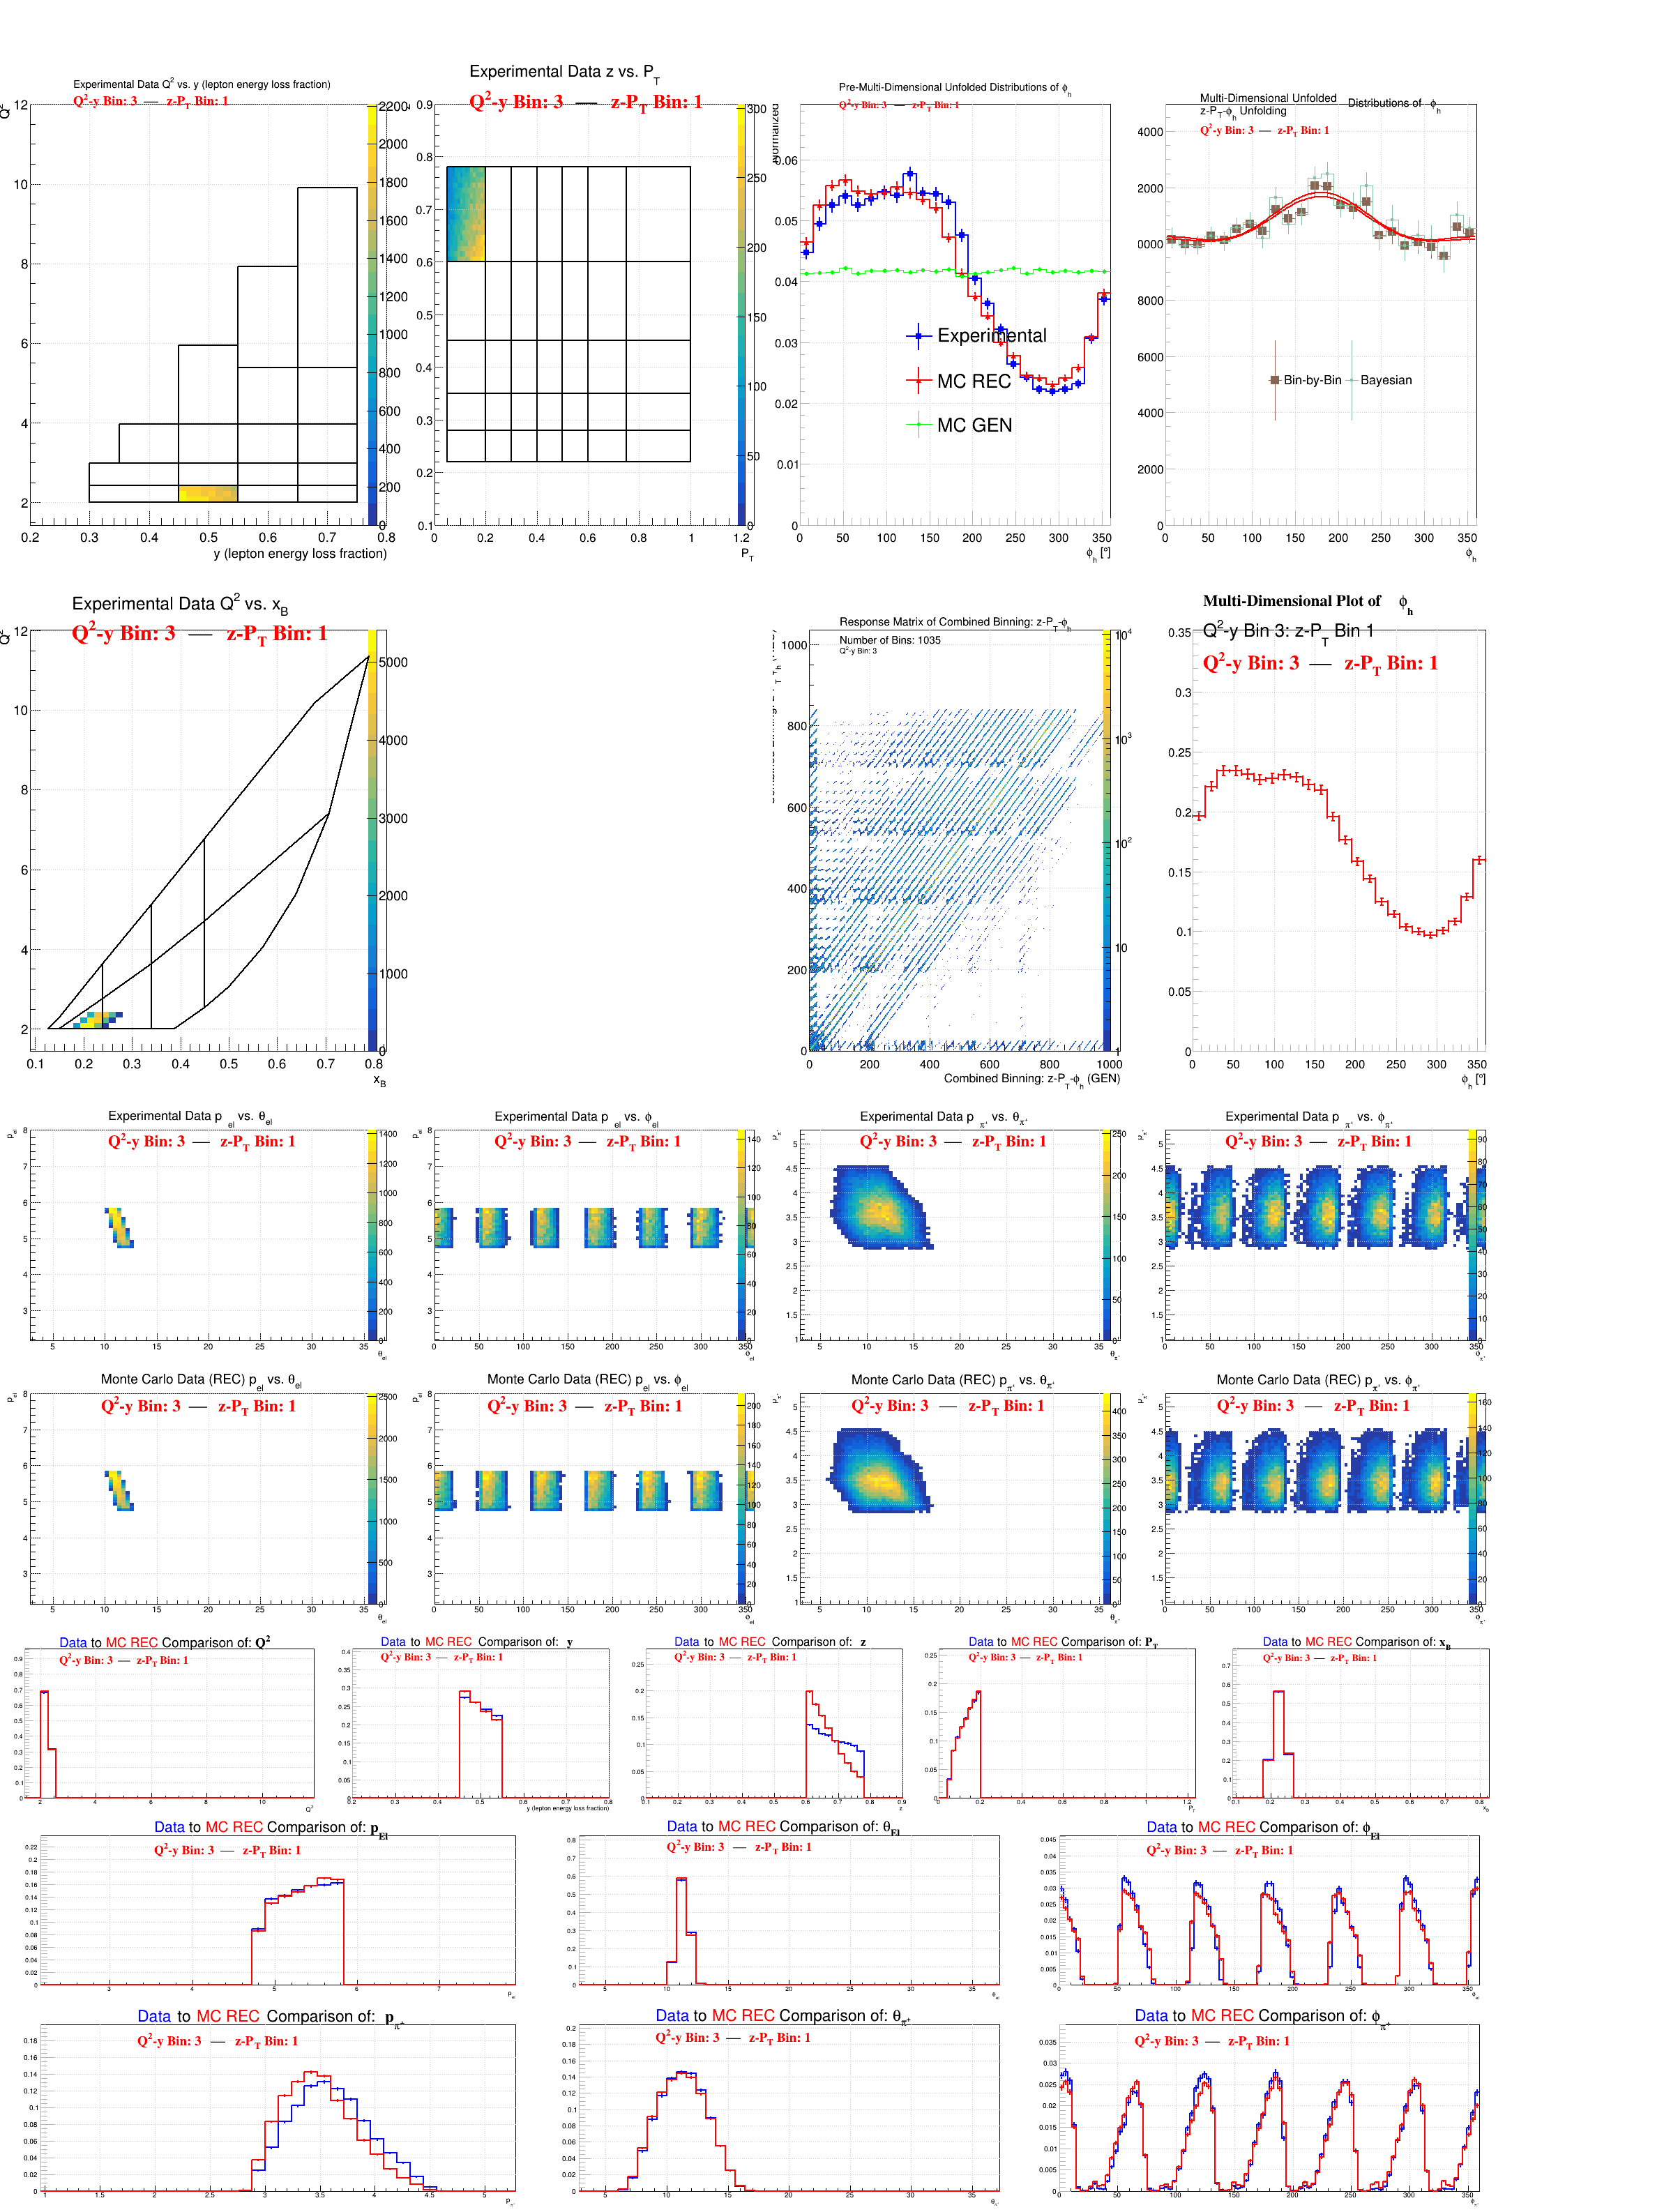 Experimental Data Q² vs. y (lepton energy loss fraction)
Q²-y Bin: 3 — z-P_T Bin: 1
y (lepton energy loss fraction)
Experimental Data z vs. P_T
Q²-y Bin: 3 — z-P_T Bin: 1
P_T
Pre-Multi-Dimensional Unfolded Distributions of ϕ_h
Q²-y Bin: 3 — z-P_T Bin: 1
Experimental
MC REC
MC GEN
ϕ_h [°]
Multi-Dimensional Unfolded Distributions of ϕ_h
z-P_T-ϕ_h Unfolding
Q²-y Bin: 3 — z-P_T Bin: 1
Bin-by-Bin
Bayesian
ϕ_h
Experimental Data Q² vs. x_B
Q²-y Bin: 3 — z-P_T Bin: 1
x_B
Response Matrix of Combined Binning: z-P_T-ϕ_h
Number of Bins: 1035
Q²-y Bin: 3
Combined Binning: z-P_T-ϕ_h (GEN)
Multi-Dimensional Plot of ϕ_h
Q²-y Bin 3: z-P_T Bin 1
Q²-y Bin: 3 — z-P_T Bin: 1
ϕ_h [°]
Experimental Data p_el vs. θ_el
Q²-y Bin: 3 — z-P_T Bin: 1
Experimental Data p_el vs. ϕ_el
Q²-y Bin: 3 — z-P_T Bin: 1
Experimental Data p_π⁺ vs. θ_π⁺
Q²-y Bin: 3 — z-P_T Bin: 1
Experimental Data p_π⁺ vs. ϕ_π⁺
Q²-y Bin: 3 — z-P_T Bin: 1
Monte Carlo Data (REC) p_el vs. θ_el
Q²-y Bin: 3 — z-P_T Bin: 1
Monte Carlo Data (REC) p_el vs. ϕ_el
Q²-y Bin: 3 — z-P_T Bin: 1
Monte Carlo Data (REC) p_π⁺ vs. θ_π⁺
Q²-y Bin: 3 — z-P_T Bin: 1
Monte Carlo Data (REC) p_π⁺ vs. ϕ_π⁺
Q²-y Bin: 3 — z-P_T Bin: 1
Data to MC REC Comparison of: Q²
Q²-y Bin: 3 — z-P_T Bin: 1
Q²
Data to MC REC Comparison of: y
Q²-y Bin: 3 — z-P_T Bin: 1
y (lepton energy loss fraction)
Data to MC REC Comparison of: z
Q²-y Bin: 3 — z-P_T Bin: 1
z
Data to MC REC Comparison of: P_T
Q²-y Bin: 3 — z-P_T Bin: 1
P_T
Data to MC REC Comparison of: x_B
Q²-y Bin: 3 — z-P_T Bin: 1
x_B
Data to MC REC Comparison of: p_El
Q²-y Bin: 3 — z-P_T Bin: 1
Data to MC REC Comparison of: θ_El
Q²-y Bin: 3 — z-P_T Bin: 1
Data to MC REC Comparison of: ϕ_El
Q²-y Bin: 3 — z-P_T Bin: 1
Data to MC REC Comparison of: p_π⁺
Q²-y Bin: 3 — z-P_T Bin: 1
Data to MC REC Comparison of: θ_π⁺
Q²-y Bin: 3 — z-P_T Bin: 1
Data to MC REC Comparison of: ϕ_π⁺
Q²-y Bin: 3 — z-P_T Bin: 1